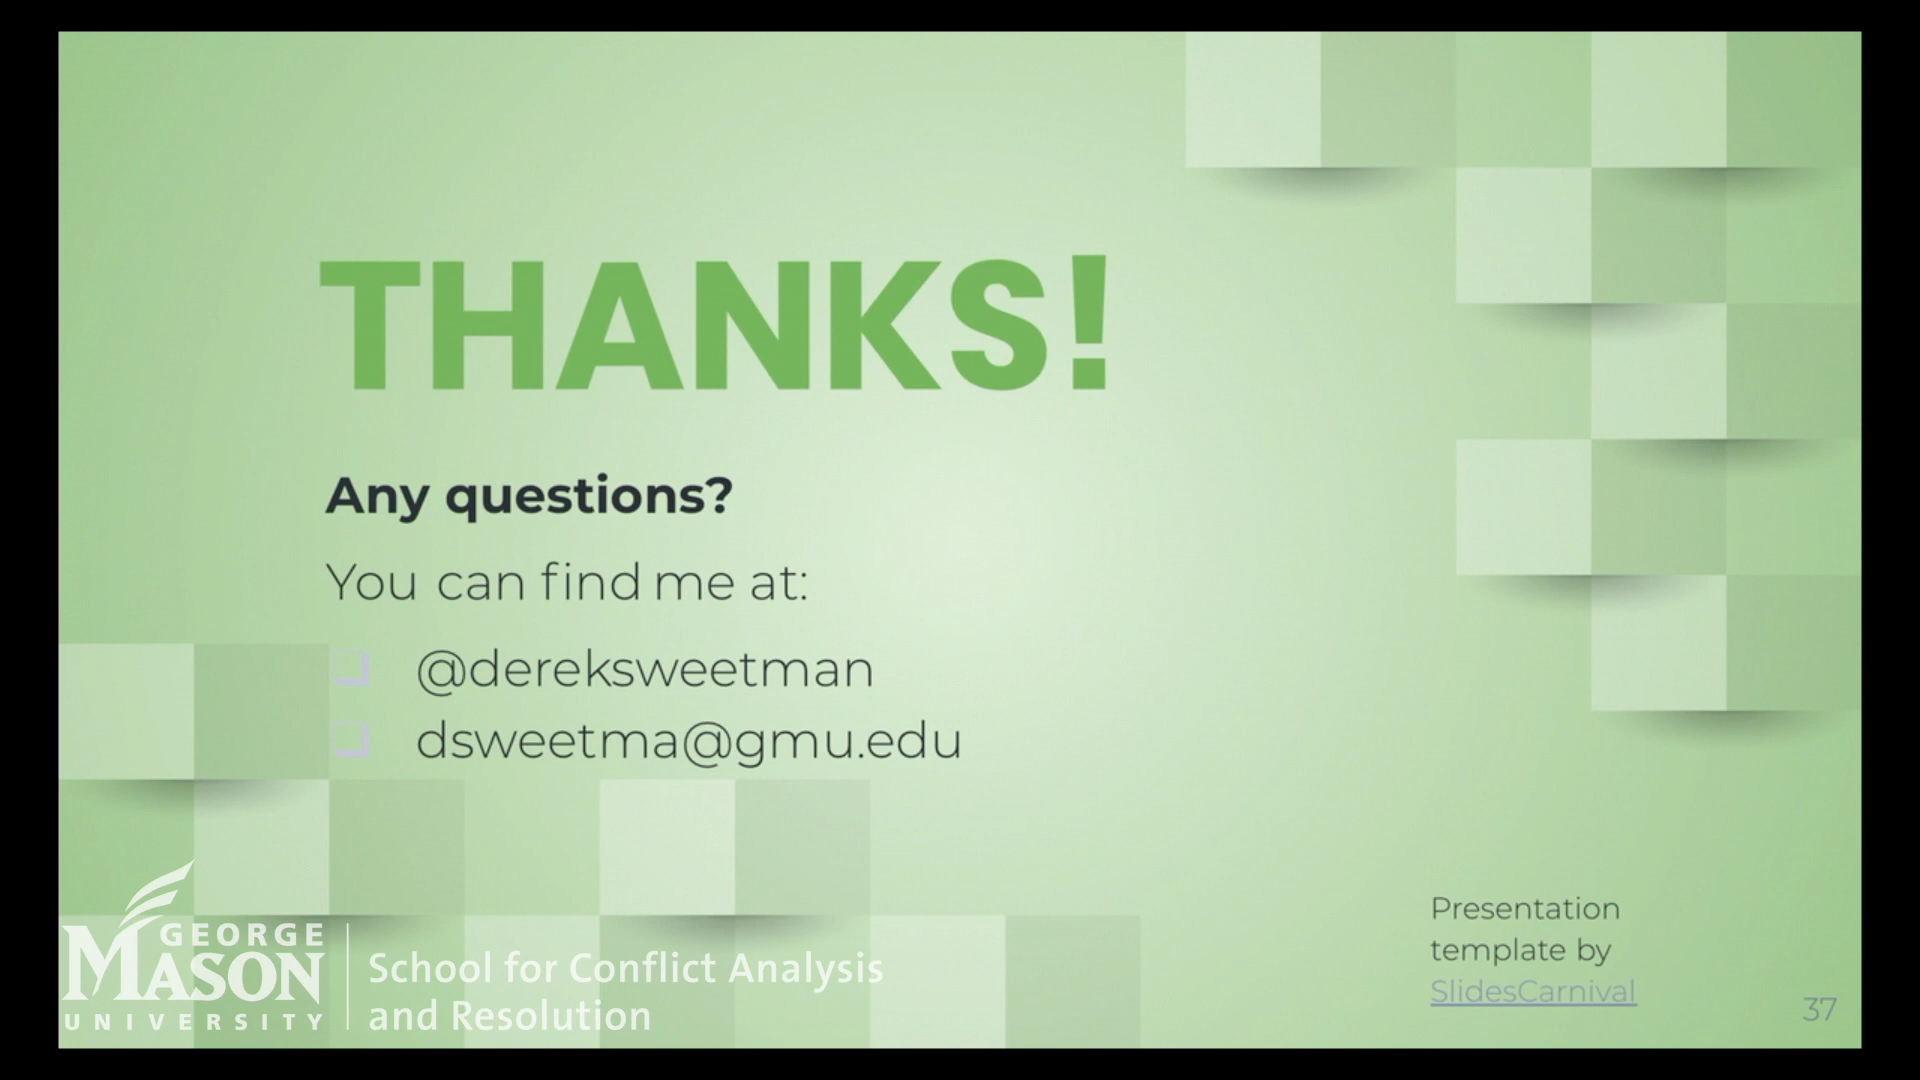 THANKS!
Any questions?
You can find me at:
@dereksweetman
dsweetma@gmu.edu
GEORGE
MASON
UNIVERSITY
School for Conflict Analysis
and Resolution
Presentation
template by
SlidesCarnival
37